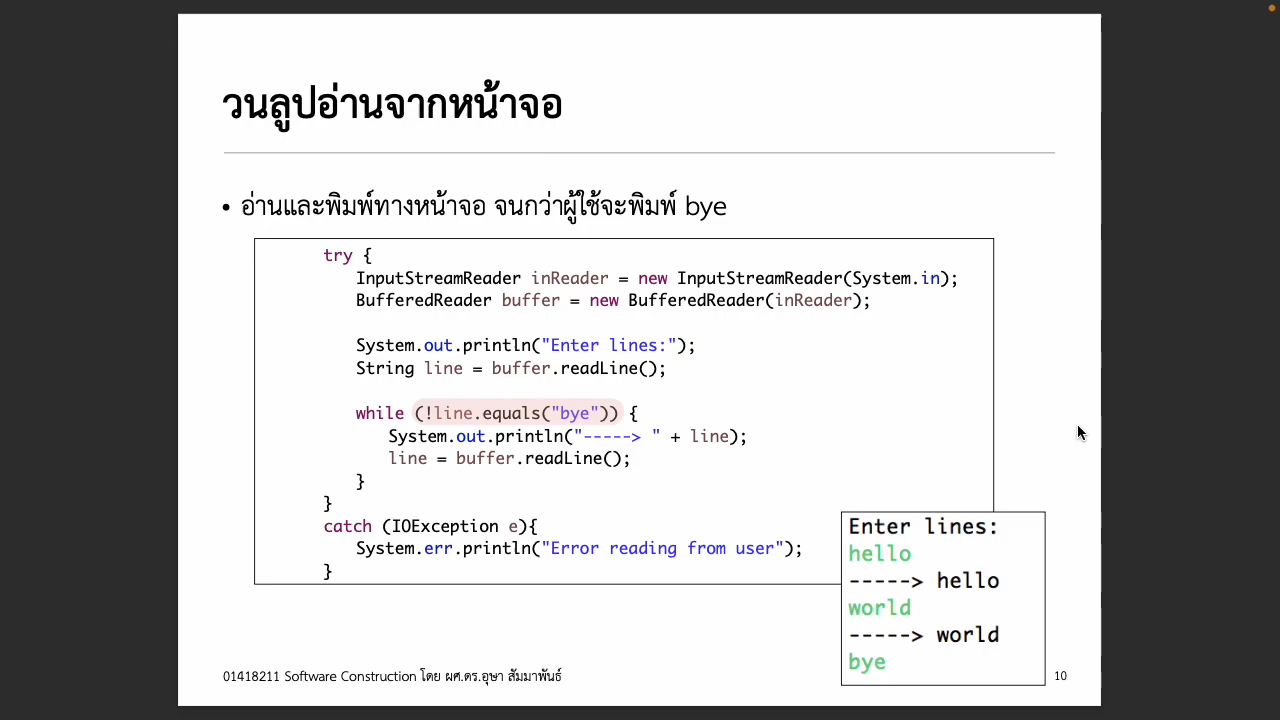 วนลูปอ่านจากหน้าจอ
• อ่านและพิมพ์ทางหน้าจอ จนกว่าผู้ใช้จะพิมพ์ bye
try {
InputStreamReader inReader = new InputStreamReader(System.in);
BufferedReader buffer = new BufferedReader(inReader);
System.out.println("Enter lines:");
String line = buffer.readLine();
while (!line.equals("bye")) {
System.out.println("-----> " + line);
line = buffer.readLine();
}
}
catch (IOException e){
System.err.println("Error reading from user");
}
Enter lines:
hello
-----> hello
world
-----> world
bye
01418211 Software Construction โดย ผศ.ดร.อุษา สัมมาพันธ์
10